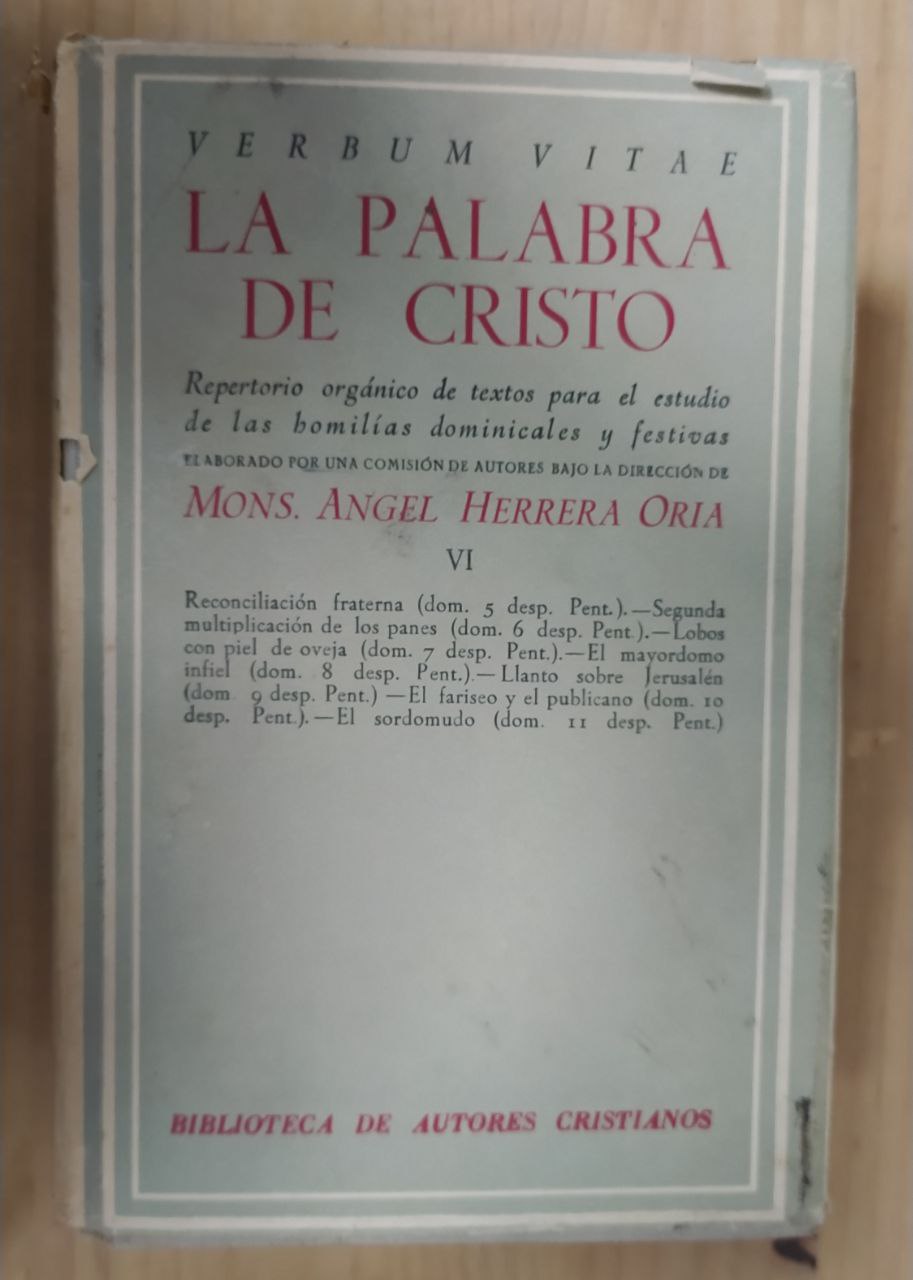 VERBUM VITAE
LA PALABRA
DE CRISTO
Repertorio orgánico de textos para el estudio
de las homilías dominicales y festivas
ELABORADO POR UNA COMISIÓN DE AUTORES BAJO LA DIRECCIÓN DE
MONS. ANGEL HERRERA ORIA
VI
Reconciliación fraterna (dom. 5 desp. Pent.).—Segunda
multiplicación de los panes (dom. 6 desp. Pent.).—Lobos
con piel de oveja (dom. 7 desp. Pent.).—El mayordomo
infiel (dom. 8 desp. Pent.).—Llanto sobre Jerusalén
(dom. 9 desp. Pent.)—El fariseo y el publicano (dom. 10
desp. Pent.).—El sordomudo (dom. 11 desp. Pent.)
BIBLIOTECA DE AUTORES CRISTIANOS